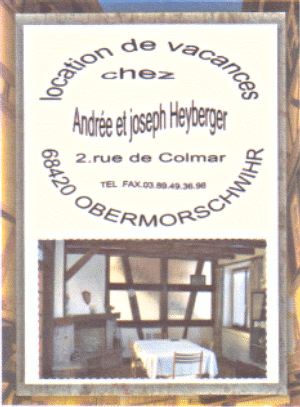 location de vacances
chez
Andrée et joseph Heyberger
2.rue de Colmar
TEL .FAX.03.89.49.36.98
68420 OBERMORSCHWIHR